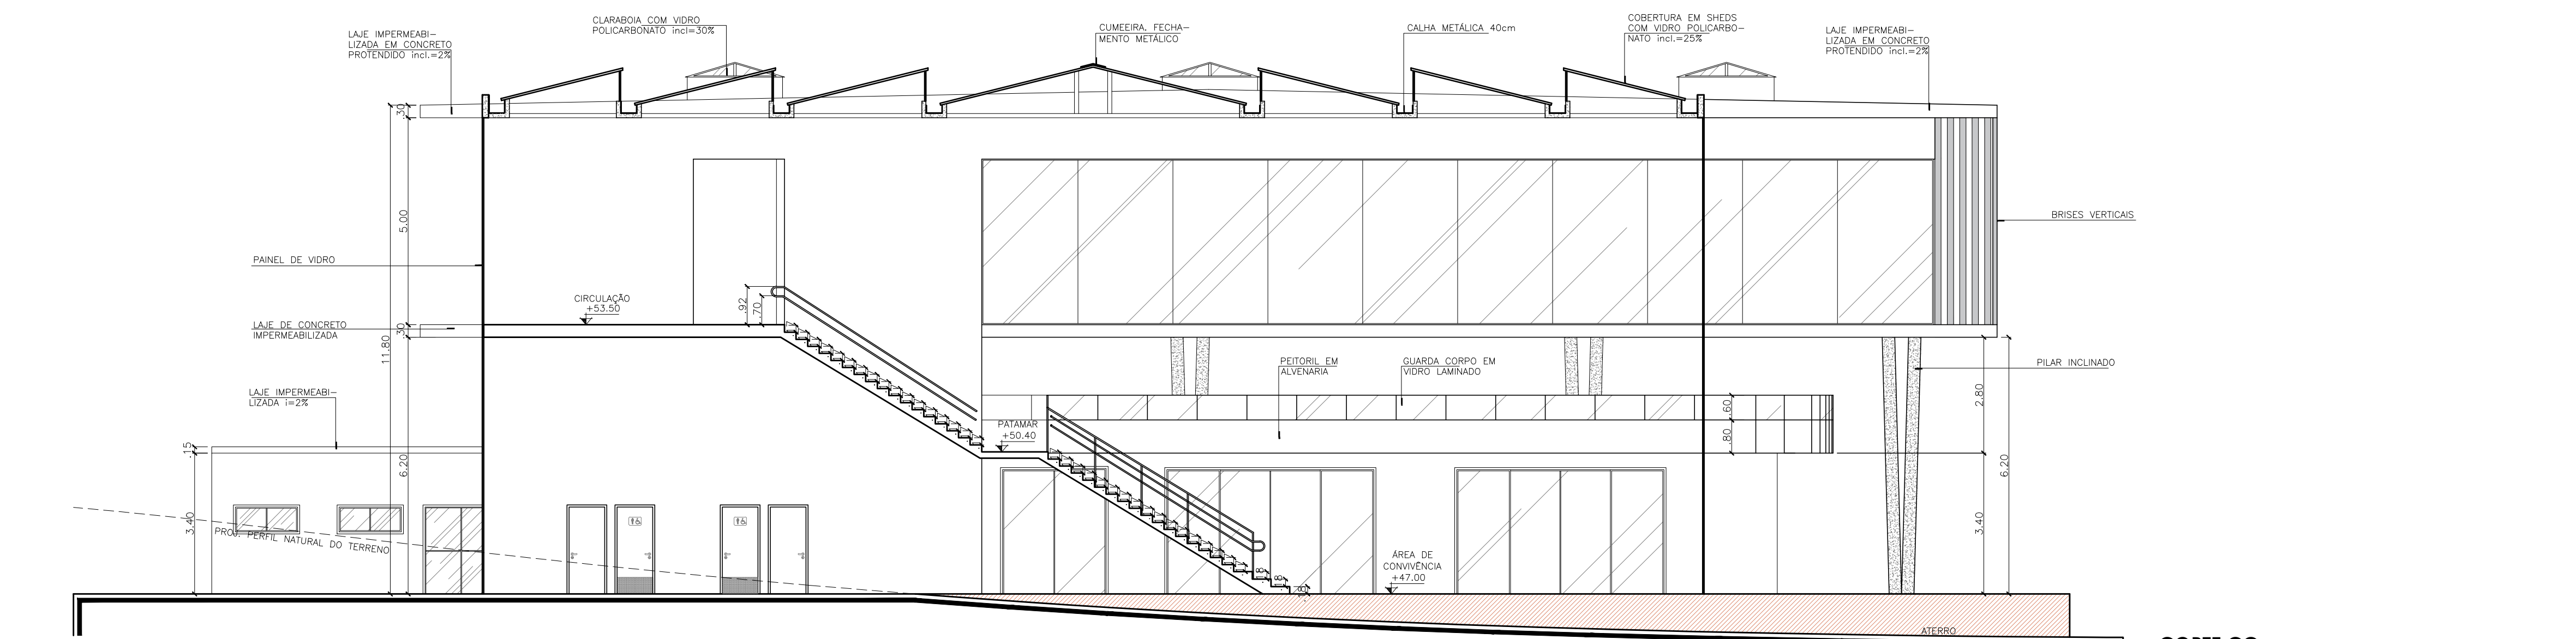 CLARABOIA COM VIDRO
POLICARBONATO incl=30%
LAJE IMPERMEABI-
LIZADA EM CONCRETO
PROTENDIDO incl.=2%
CUMEEIRA, FECHA-
MENTO METÁLICO
CALHA METÁLICA 40cm
COBERTURA EM SHEDS
COM VIDRO POLICARBO-
NATO incl.=25%
LAJE IMPERMEABI-
LIZADA EM CONCRETO
PROTENDIDO incl.=2%
.30
5.00
BRISES VERTICAIS
PAINEL DE VIDRO
CIRCULAÇÃO
+53.50
.92
.70
LAJE DE CONCRETO
IMPERMEABILIZADA
.30
11.80
PEITORIL EM
ALVENARIA
GUARDA CORPO EM
VIDRO LAMINADO
PILAR INCLINADO
LAJE IMPERMEABI-
LIZADA i=2%
2.80
.60
PATAMAR
+50.40
.80
.15
6.20
6.20
3.40
PROJ. PERFIL NATURAL DO TERRENO
3.40
ÁREA DE
CONVIVÊNCIA
+47.00
.18
.18
.18
ATERRO